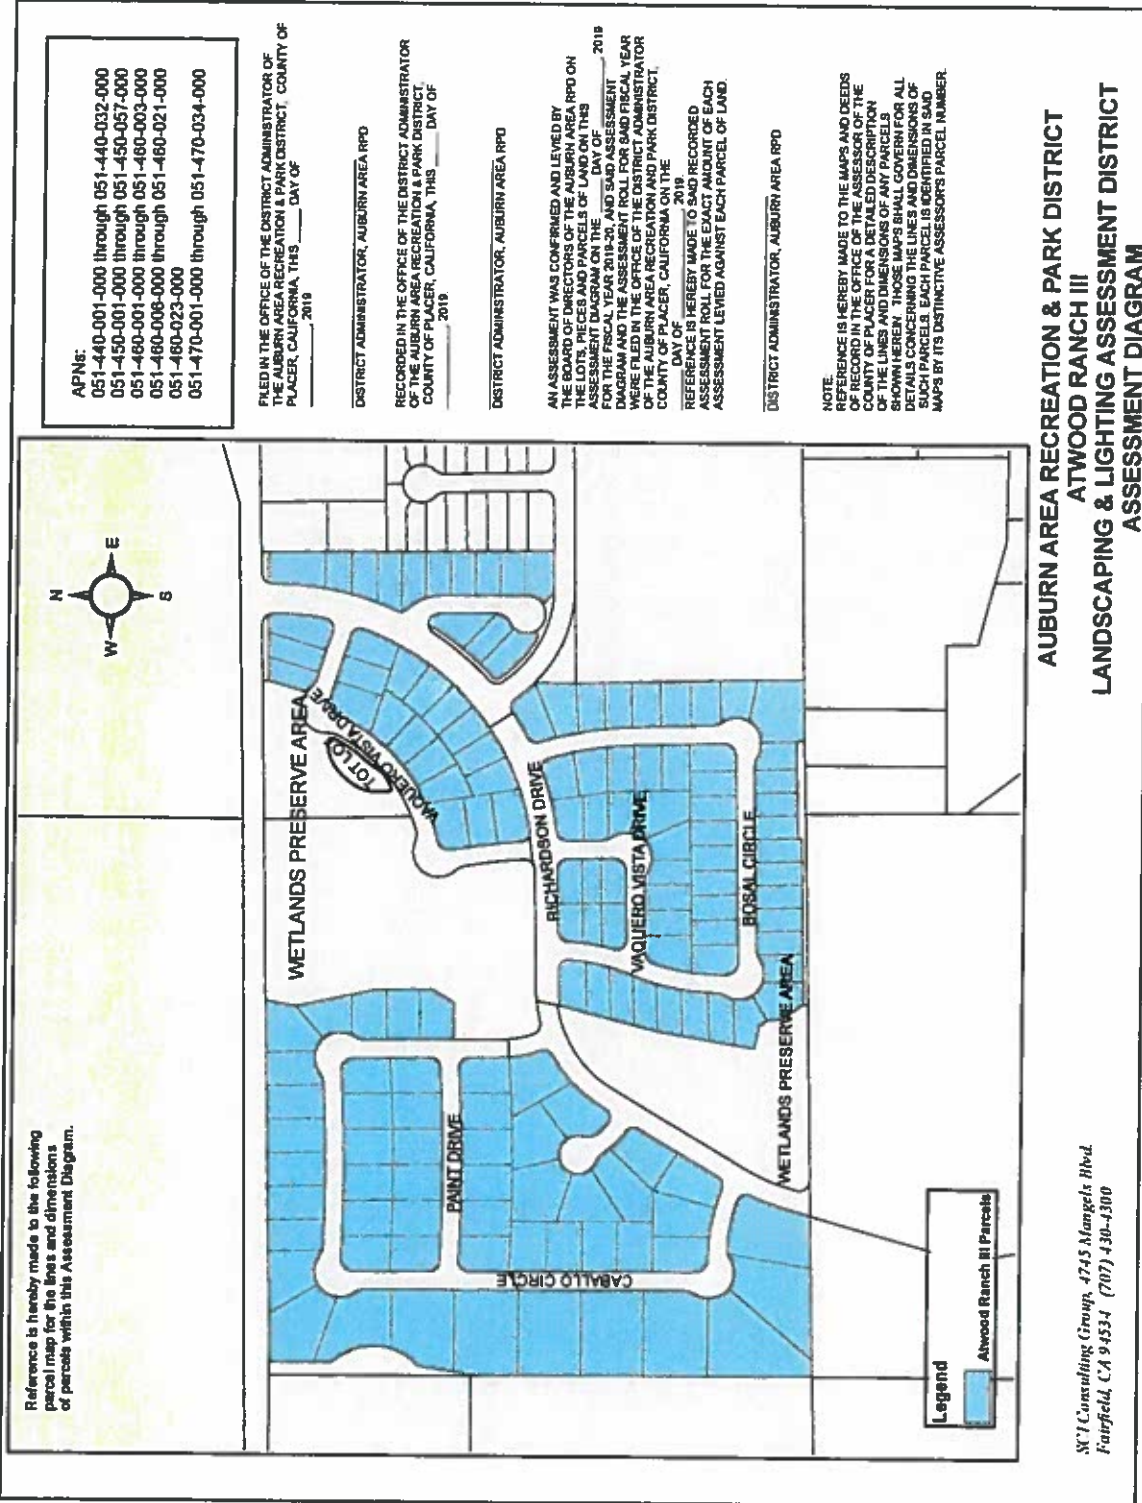 Reference is hereby made to the following
parcel map for the lines and dimensions
of parcels within this Assessment Diagram.
N
W
E
S
WETLANDS PRESERVE AREA
TOT LO
VAQUERO VISTA DRIVE
RICHARDSON DRIVE
VAQUERO VISTA DRIVE
BOSAL CIRCLE
WETLANDS PRESERVE AREA
PAINT DRIVE
CABALLO CIRCLE
Legend
Atwood Ranch III Parcels
APNs:
051-440-001-000 through 051-440-032-000
051-450-001-000 through 051-450-057-000
051-460-001-000 through 051-460-003-000
051-460-006-000 through 051-460-021-000
051-460-023-000
051-470-001-000 through 051-470-034-000
FILED IN THE OFFICE OF THE DISTRICT ADMINISTRATOR OF
THE AUBURN AREA RECREATION & PARK DISTRICT, COUNTY OF
PLACER, CALIFORNIA, THIS ____ DAY OF
________, 2019
DISTRICT ADMINISTRATOR, AUBURN AREA RPD
RECORDED IN THE OFFICE OF THE DISTRICT ADMINISTRATOR
OF THE AUBURN AREA RECREATION & PARK DISTRICT,
COUNTY OF PLACER, CALIFORNIA, THIS ____ DAY OF
________, 2019
DISTRICT ADMINISTRATOR, AUBURN AREA RPD
AN ASSESSMENT WAS CONFIRMED AND LEVIED BY
THE BOARD OF DIRECTORS OF THE AUBURN AREA RPD ON
THE LOTS, PIECES AND PARCELS OF LAND ON THIS
ASSESSMENT DIAGRAM ON THE ____ DAY OF ________, 2019
FOR THE FISCAL YEAR 2019-20, AND SAID ASSESSMENT
DIAGRAM AND THE ASSESSMENT ROLL FOR SAID FISCAL YEAR
WERE FILED IN THE OFFICE OF THE DISTRICT ADMINISTRATOR
OF THE AUBURN AREA RECREATION AND PARK DISTRICT,
COUNTY OF PLACER, CALIFORNIA ON THE
____ DAY OF ________, 2019.
REFERENCE IS HEREBY MADE TO SAID RECORDED
ASSESSMENT ROLL FOR THE EXACT AMOUNT OF EACH
ASSESSMENT LEVIED AGAINST EACH PARCEL OF LAND.
DISTRICT ADMINISTRATOR, AUBURN AREA RPD
NOTE:
REFERENCE IS HEREBY MADE TO THE MAPS AND DEEDS
OF RECORD IN THE OFFICE OF THE ASSESSOR OF THE
COUNTY OF PLACER FOR A DETAILED DESCRIPTION
OF THE LINES AND DIMENSIONS OF ANY PARCELS
SHOWN HEREIN. THOSE MAPS SHALL GOVERN FOR ALL
DETAILS CONCERNING THE LINES AND DIMENSIONS OF
SUCH PARCELS. EACH PARCEL IS IDENTIFIED IN SAID
MAPS BY ITS DISTINCTIVE ASSESSOR'S PARCEL NUMBER.
SCI Consulting Group, 4745 Mangels Blvd.
Fairfield, CA 94534 (707) 430-4300
AUBURN AREA RECREATION & PARK DISTRICT
ATWOOD RANCH III
LANDSCAPING & LIGHTING ASSESSMENT DISTRICT
ASSESSMENT DIAGRAM